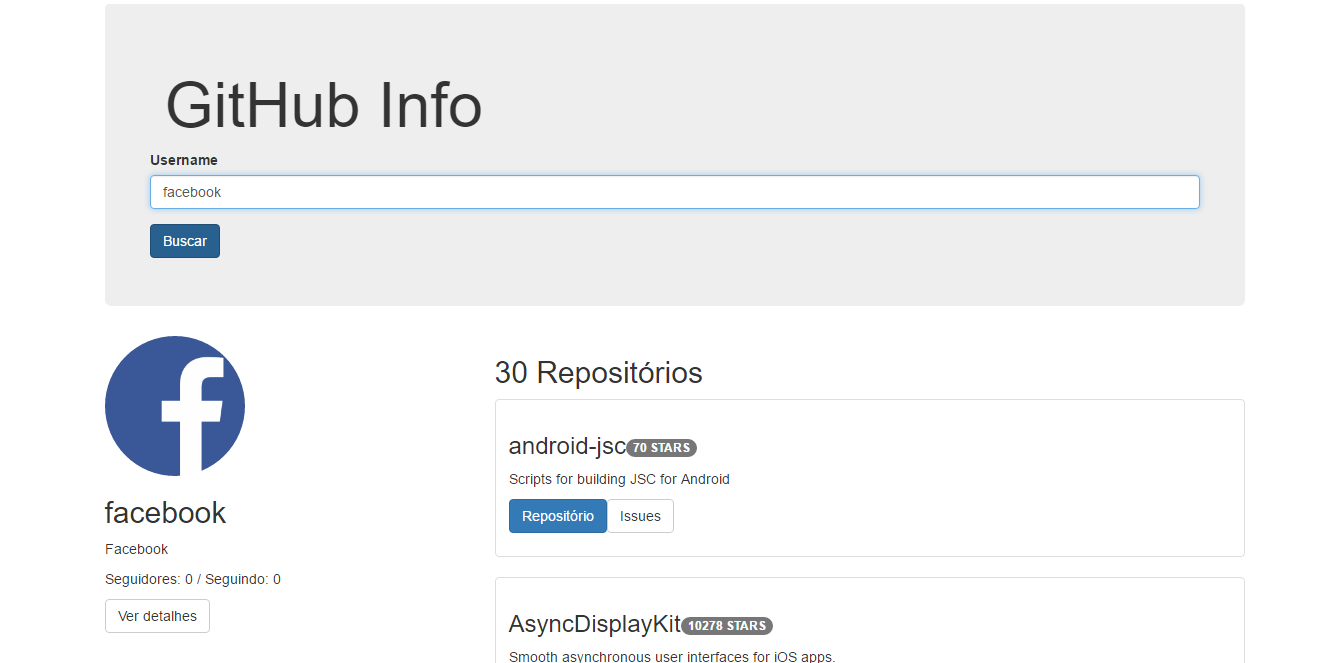 GitHub Info
Username
facebook
Buscar
facebook
Facebook
Seguidores: 0 / Seguindo: 0
Ver detalhes
30 Repositórios
android-jsc 70 STARS
Scripts for building JSC for Android
Repositório Issues
AsyncDisplayKit 10278 STARS
Smooth asynchronous user interfaces for iOS apps.